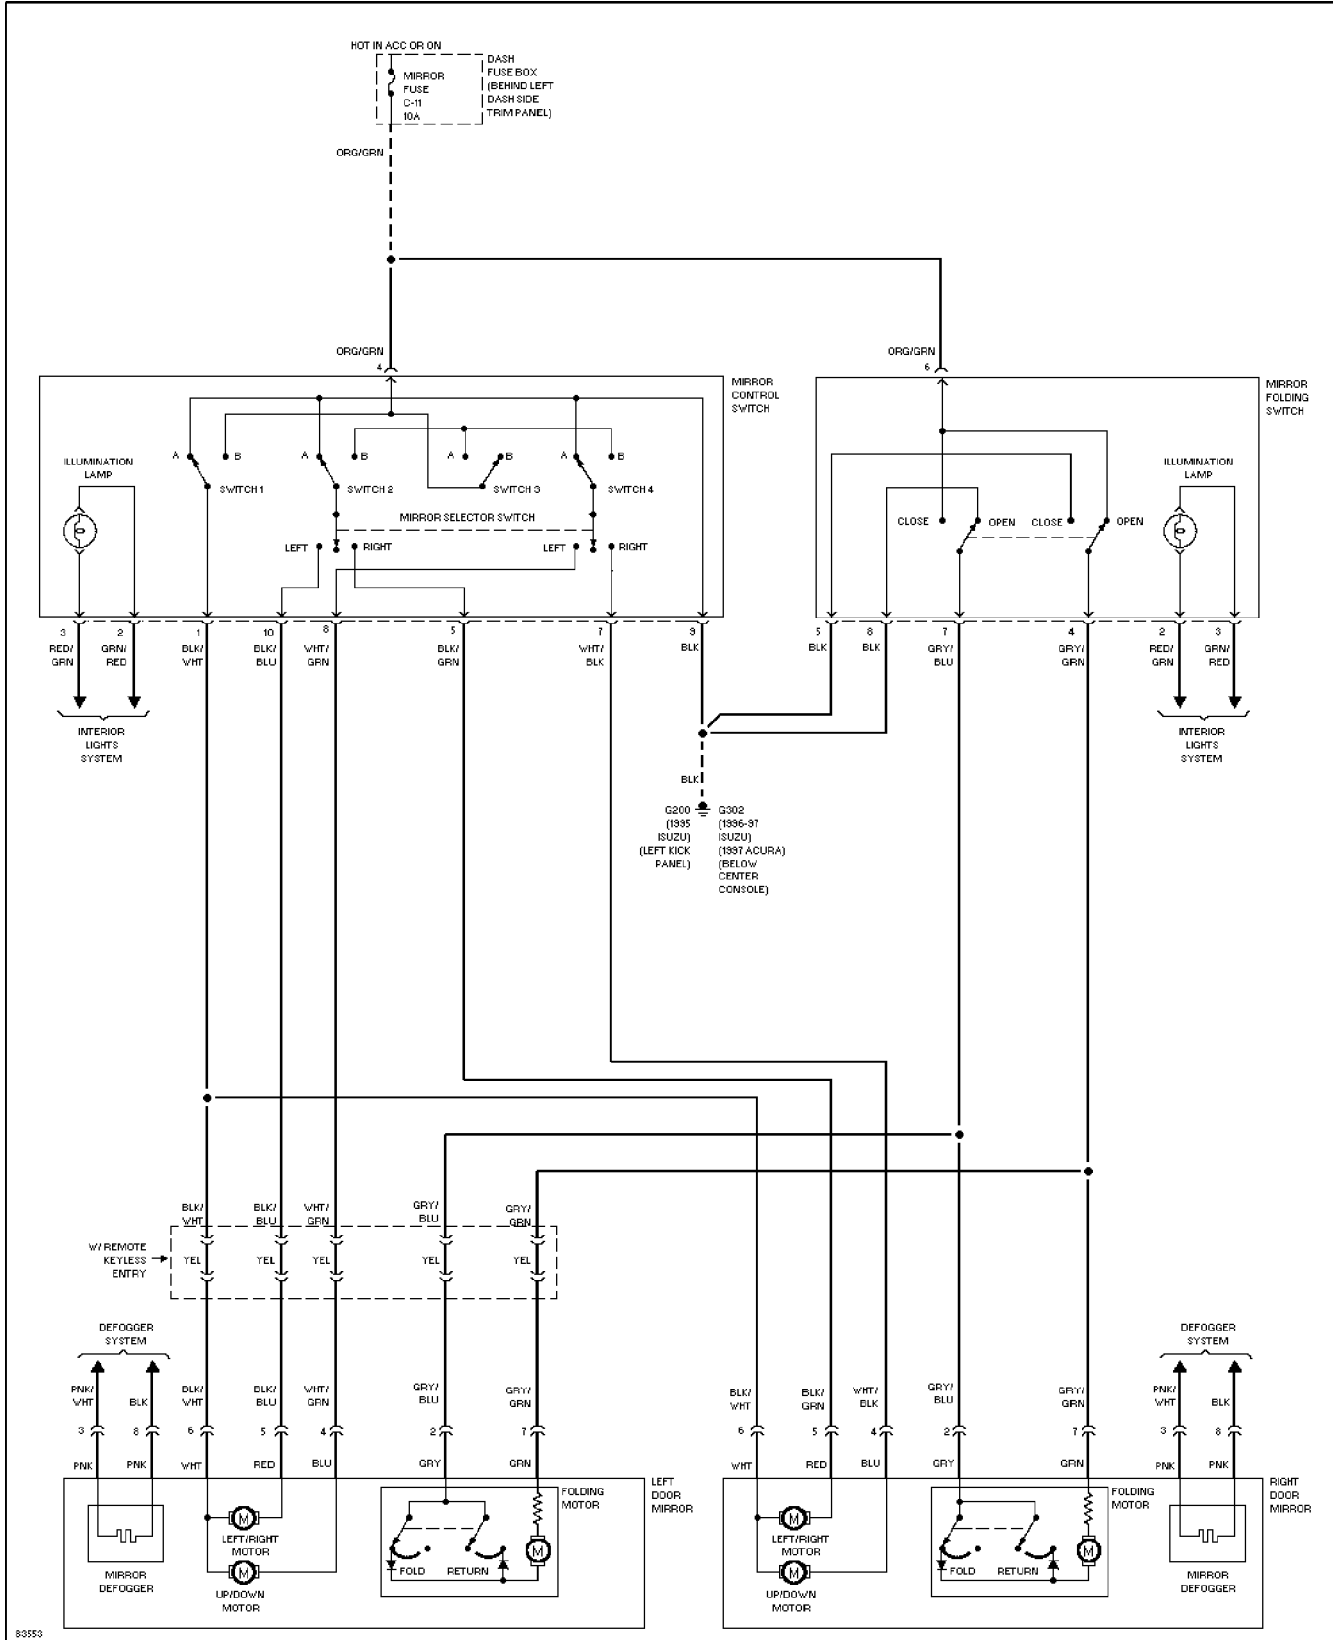 HOT IN ACC OR ON
MIRROR
FUSE
C-11
10A
DASH
FUSE BOX
(BEHIND LEFT
DASH SIDE
TRIM PANEL)
ORG/GRN
ORG/GRN
4
ORG/GRN
6
MIRROR
CONTROL
SWITCH
MIRROR
FOLDING
SWITCH
ILLUMINATION
LAMP
A
B
SWITCH 1
A
B
SWITCH 2
A
B
SWITCH 3
A
B
SWITCH 4
MIRROR SELECTOR SWITCH
LEFT
RIGHT
LEFT
RIGHT
CLOSE
OPEN
CLOSE
OPEN
ILLUMINATION
LAMP
3
2
1
10
8
5
7
9
5
8
7
4
2
3
RED/
GRN
GRN/
RED
BLK/
WHT
BLK/
BLU
WHT/
GRN
BLK/
GRN
WHT/
BLK
BLK
BLK
BLK
GRY/
BLU
GRY/
GRN
RED/
GRN
GRN/
RED
INTERIOR
LIGHTS
SYSTEM
INTERIOR
LIGHTS
SYSTEM
BLK
G200
(1995
ISUZU)
(LEFT KICK
PANEL)
G302
(1996-97
ISUZU)
(1997 ACURA)
(BELOW
CENTER
CONSOLE)
BLK/
WHT
BLK/
BLU
WHT/
GRN
GRY/
BLU
GRY/
GRN
W/ REMOTE
KEYLESS
ENTRY
YEL
YEL
YEL
YEL
YEL
DEFOGGER
SYSTEM
DEFOGGER
SYSTEM
PNK/
WHT
BLK
BLK/
WHT
BLK/
BLU
WHT/
GRN
GRY/
BLU
GRY/
GRN
BLK/
WHT
BLK/
GRN
WHT/
BLK
GRY/
BLU
GRY/
GRN
PNK/
WHT
BLK
3
8
6
5
4
2
7
6
5
4
2
7
3
8
PNK
PNK
WHT
RED
BLU
GRY
GRN
WHT
RED
BLU
GRY
GRN
PNK
PNK
LEFT
DOOR
MIRROR
RIGHT
DOOR
MIRROR
FOLDING
MOTOR
FOLDING
MOTOR
M
LEFT/RIGHT
MOTOR
M
UP/DOWN
MOTOR
MIRROR
DEFOGGER
FOLD
RETURN
M
M
LEFT/RIGHT
MOTOR
M
UP/DOWN
MOTOR
FOLD
RETURN
M
MIRROR
DEFOGGER
83553